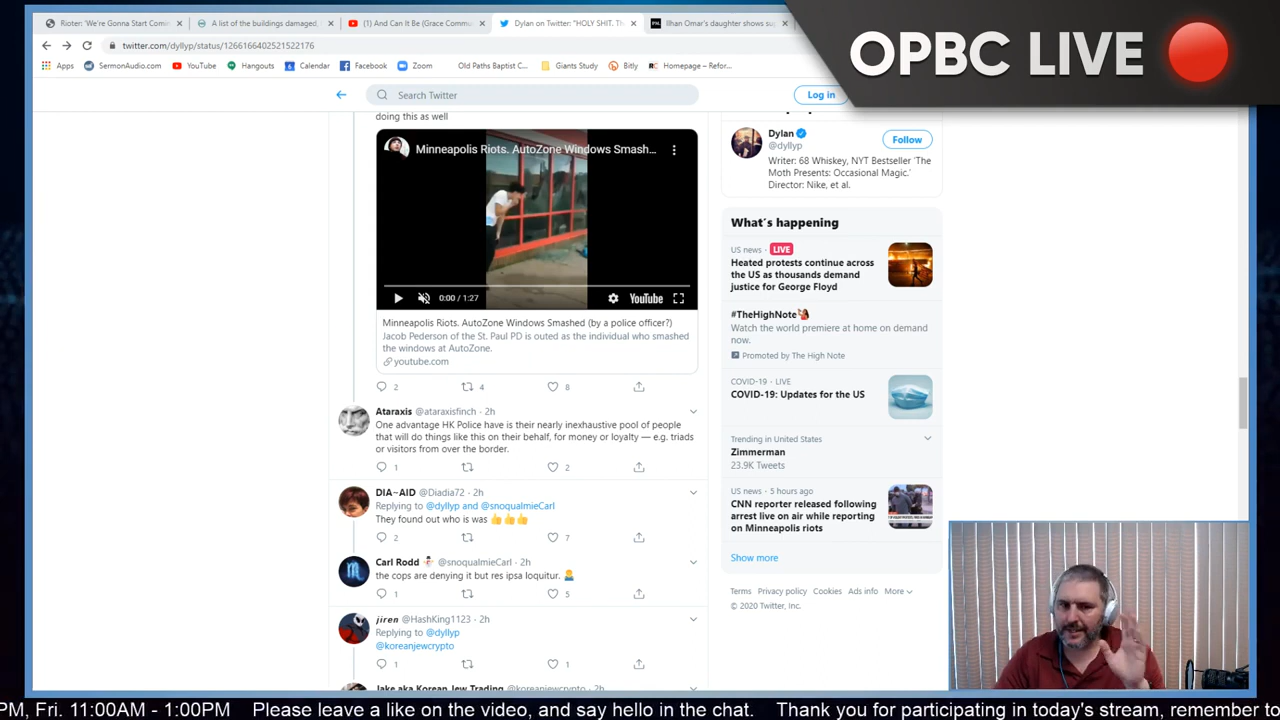 Rioter: 'We're Gonna Start Comin
A list of the buildings damaged,
(1) And Can It Be (Grace Commu
Dylan on Twitter: "HOLY SHIT. Th
Ilhan Omar's daughter shows su
twitter.com/dyllyp/status/1266166402521522176
Apps
SermonAudio.com
YouTube
Hangouts
Calendar
Facebook
Zoom
Old Paths Baptist C...
Giants Study
Bitly
Homepage – Refor...
OPBC LIVE
Search Twitter
Log in
doing this as well
Minneapolis Riots. AutoZone Windows Smash...
0:00 / 1:27
YouTube
Minneapolis Riots. AutoZone Windows Smashed (by a police officer?)
Jacob Pederson of the St. Paul PD is outed as the individual who smashed
the windows at AutoZone.
youtube.com
2 4 8
Ataraxis @ataraxisfinch · 2h
One advantage HK Police have is their nearly inexhaustive pool of people
that will do things like this on their behalf, for money or loyalty — e.g. triads
or visitors from over the border.
1 2
DIA~AID @Diadia72 · 2h
Replying to @dyllyp and @snoqualmieCarl
They found out who is was 👍👍👍
2 7
Carl Rodd @snoqualmieCarl · 2h
the cops are denying it but res ipsa loquitur.
1 5
jiren @HashKing1123 · 2h
Replying to @dyllyp
@koreanjewcrypto
1 1
Jake aka Korean Jew Trading @koreanjewcrypto · 2h
Dylan
@dyllyp
Follow
Writer: 68 Whiskey, NYT Bestseller 'The
Moth Presents: Occasional Magic.'
Director: Nike, et al.
What's happening
US news · LIVE
Heated protests continue across
the US as thousands demand
justice for George Floyd
#TheHighNote
Watch the world premiere at home on demand
now.
Promoted by The High Note
COVID-19 · LIVE
COVID-19: Updates for the US
Trending in United States
Zimmerman
23.9K Tweets
US news · 5 hours ago
CNN reporter released following
arrest live on air while reporting
on Minneapolis riots
Show more
Terms Privacy policy Cookies Ads info More
© 2020 Twitter, Inc.
PM, Fri. 11:00AM - 1:00PM Please leave a like on the video, and say hello in the chat. Thank you for participating in today's stream, remember to